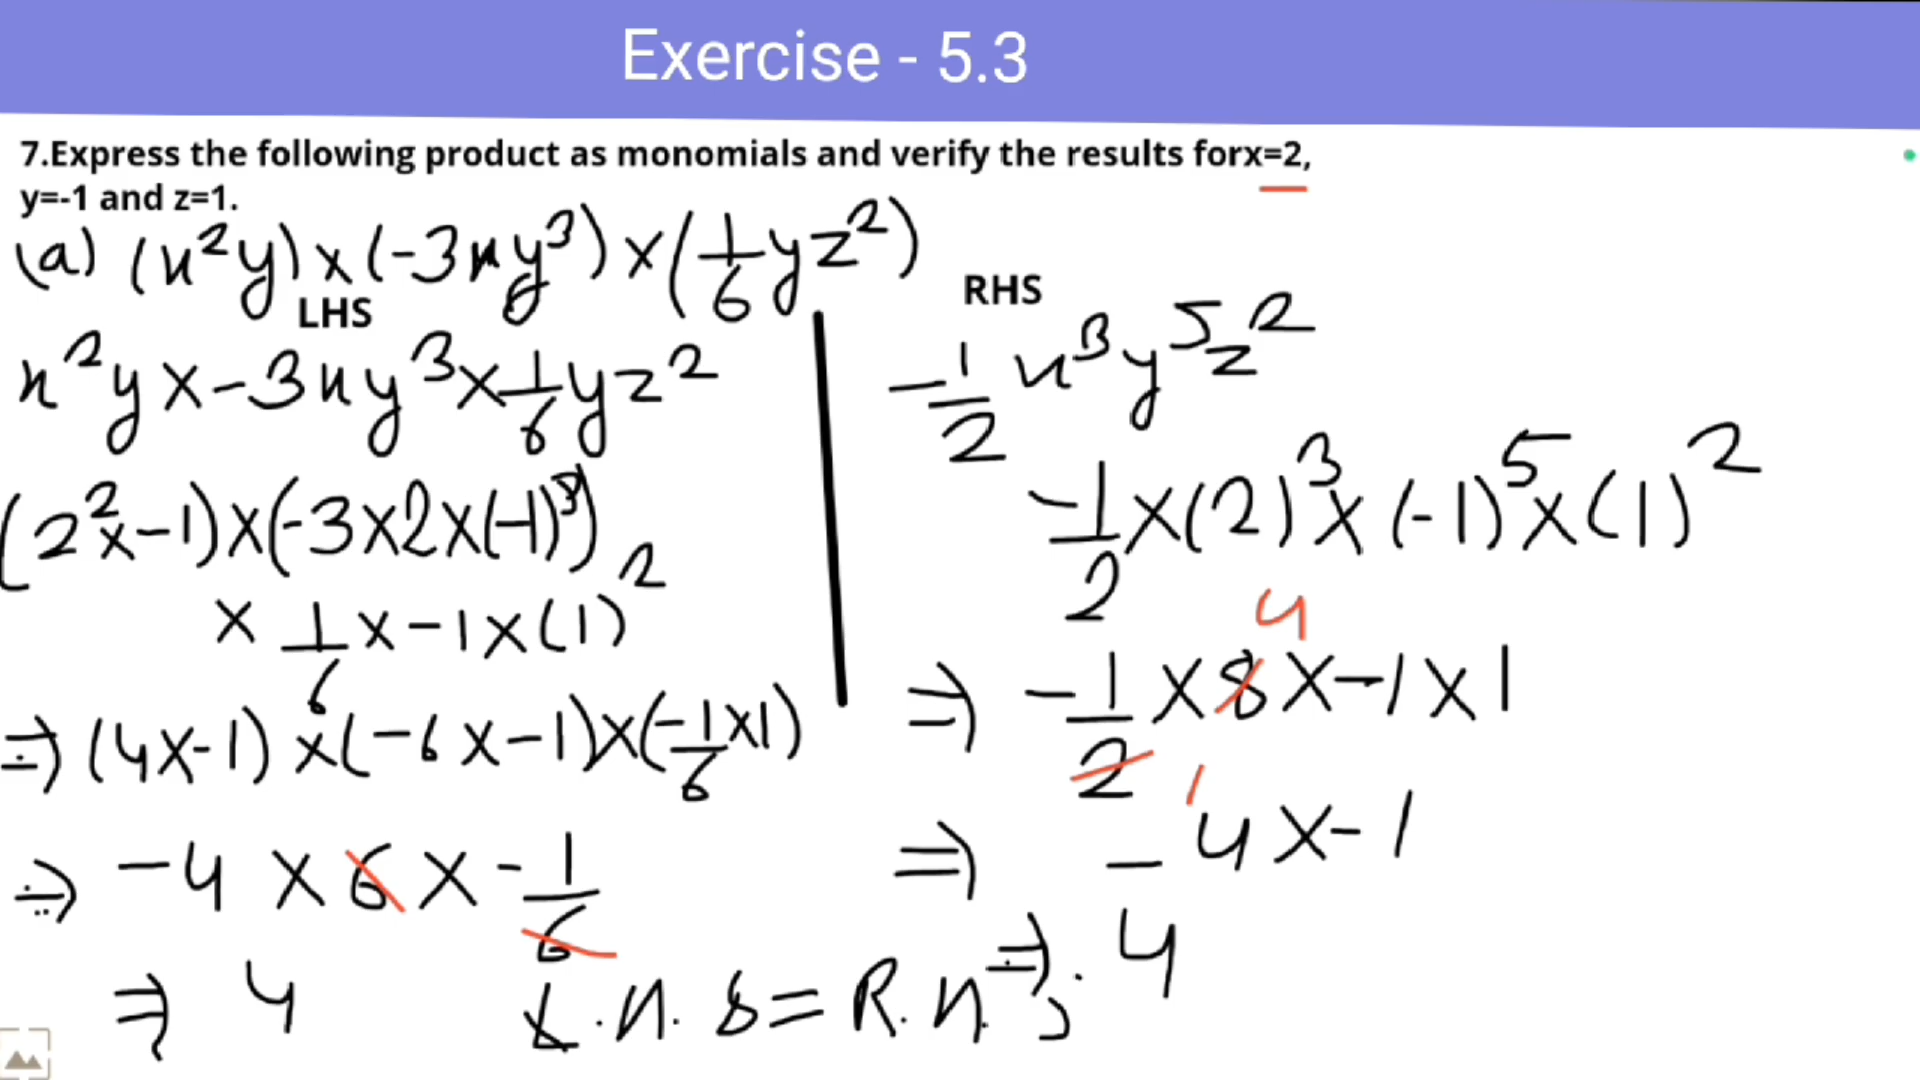 Exercise - 5.3
7.Express the following product as monomials and verify the results forx=2,
y=-1 and z=1.
(a) (x²y)×(-3xy³)×(1/6 yz²)
LHS
x²y×-3xy³×1/6 yz²
(2²×-1)×(-3×2×(-1)³)
× 1/6 ×-1×(1)²
⇒ (4×-1)×(-6×-1)×(-1/6×1)
⇒ -4×6×-1/6
⇒ 4
RHS
-1/2 x³y⁵z²
-1/2×(2)³×(-1)⁵×(1)²
4
⇒ -1/2×8×-1×1
1
⇒ -4×-1
⇒ 4
L.H.S=R.H.S